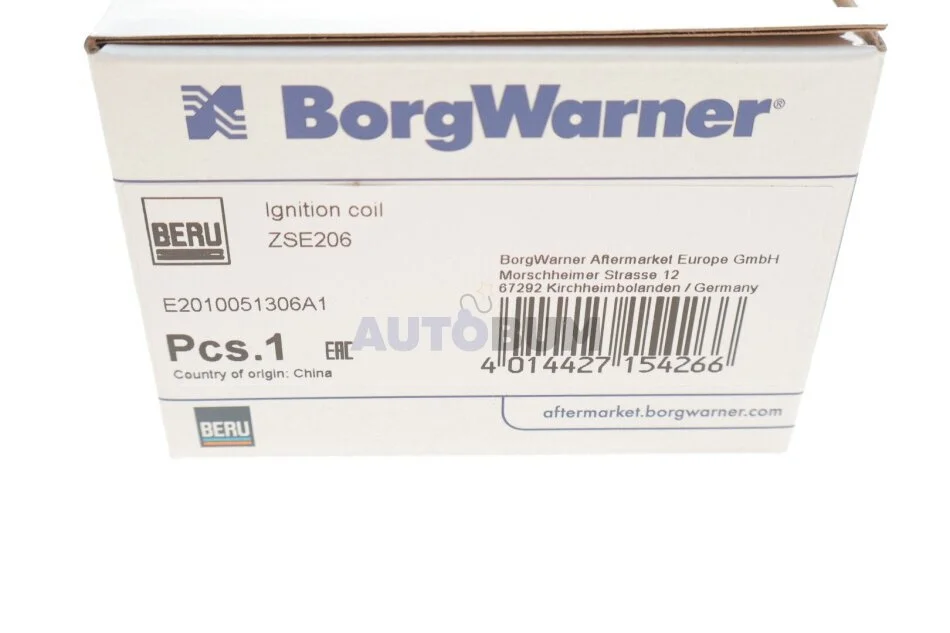 BorgWarner®
BERU
Ignition coil
ZSE206
BorgWarner Aftermarket Europe GmbH
Morschheimer Strasse 12
67292 Kirchheimbolanden / Germany
E2010051306A1
AUTOBUM
Pcs.1 EAC
4 014427 154266
Country of origin: China
BERU
aftermarket.borgwarner.com